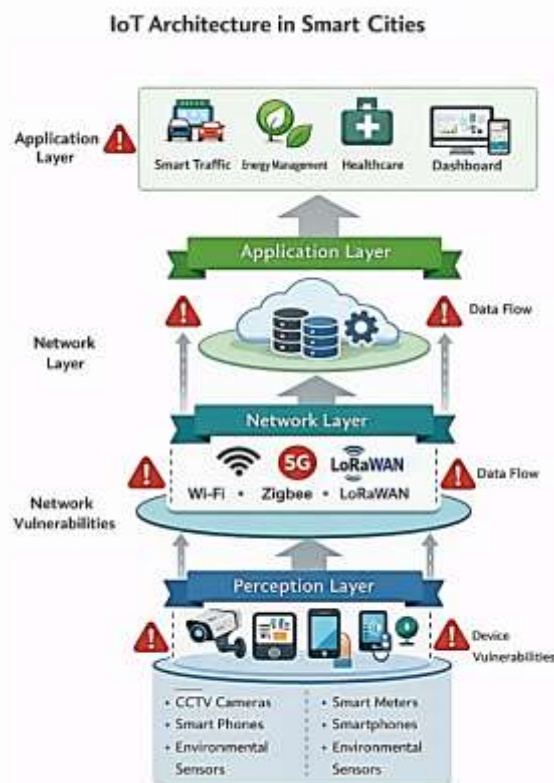 IoT Architecture in Smart Cities
Application
Layer
Smart Traffic
Energy Management
Healthcare
Dashboard
Application Layer
Data Flow
Network
Layer
Network Layer
5G
LoRaWAN
Wi-Fi • Zigbee • LoRaWAN
Data Flow
Network
Vulnerabilities
Perception Layer
Device
Vulnerabilities
• CCTV Cameras
• Smart Phones
• Environmental
Sensors
• Smart Meters
• Smartphones
• Environmental
Sensors